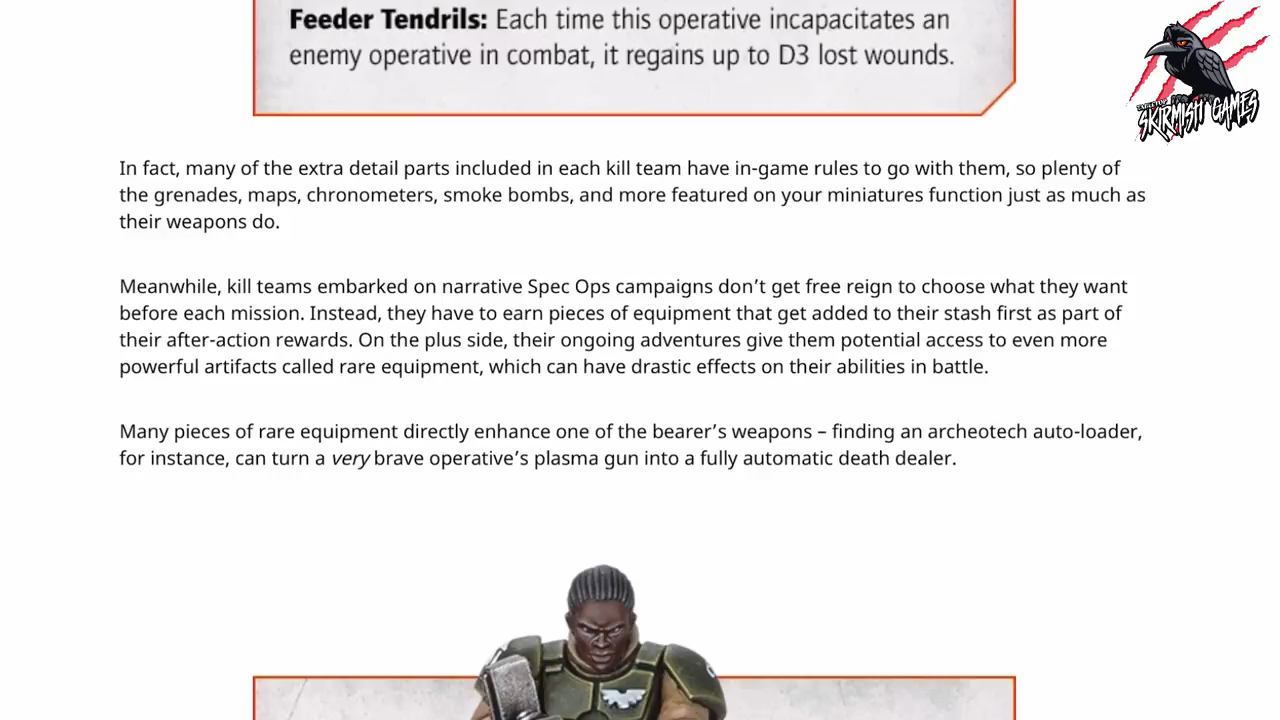 Feeder Tendrils: Each time this operative incapacitates an
enemy operative in combat, it regains up to D3 lost wounds.
TABLETOP
SKIRMISH GAMES
In fact, many of the extra detail parts included in each kill team have in-game rules to go with them, so plenty of
the grenades, maps, chronometers, smoke bombs, and more featured on your miniatures function just as much as
their weapons do.
Meanwhile, kill teams embarked on narrative Spec Ops campaigns don’t get free reign to choose what they want
before each mission. Instead, they have to earn pieces of equipment that get added to their stash first as part of
their after-action rewards. On the plus side, their ongoing adventures give them potential access to even more
powerful artifacts called rare equipment, which can have drastic effects on their abilities in battle.
Many pieces of rare equipment directly enhance one of the bearer’s weapons – finding an archeotech auto-loader,
for instance, can turn a very brave operative’s plasma gun into a fully automatic death dealer.